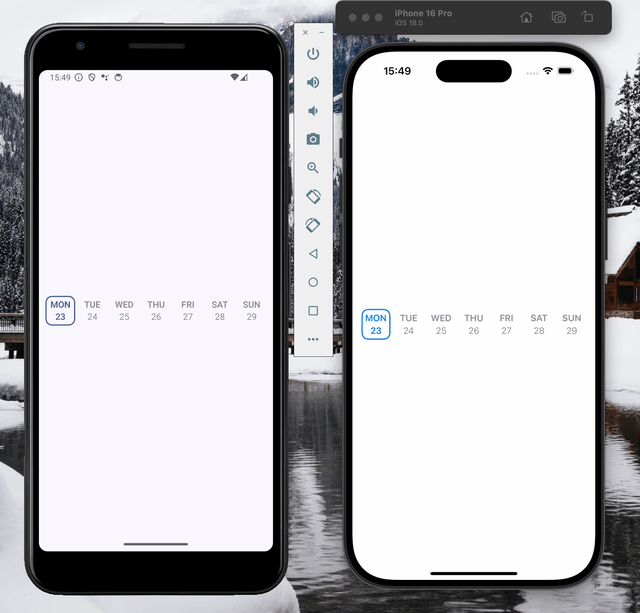 iPhone 16 Pro
iOS 18.0
15:49
MON TUE WED THU FRI SAT SUN
23 24 25 26 27 28 29
15:49
MON TUE WED THU FRI SAT SUN
23 24 25 26 27 28 29